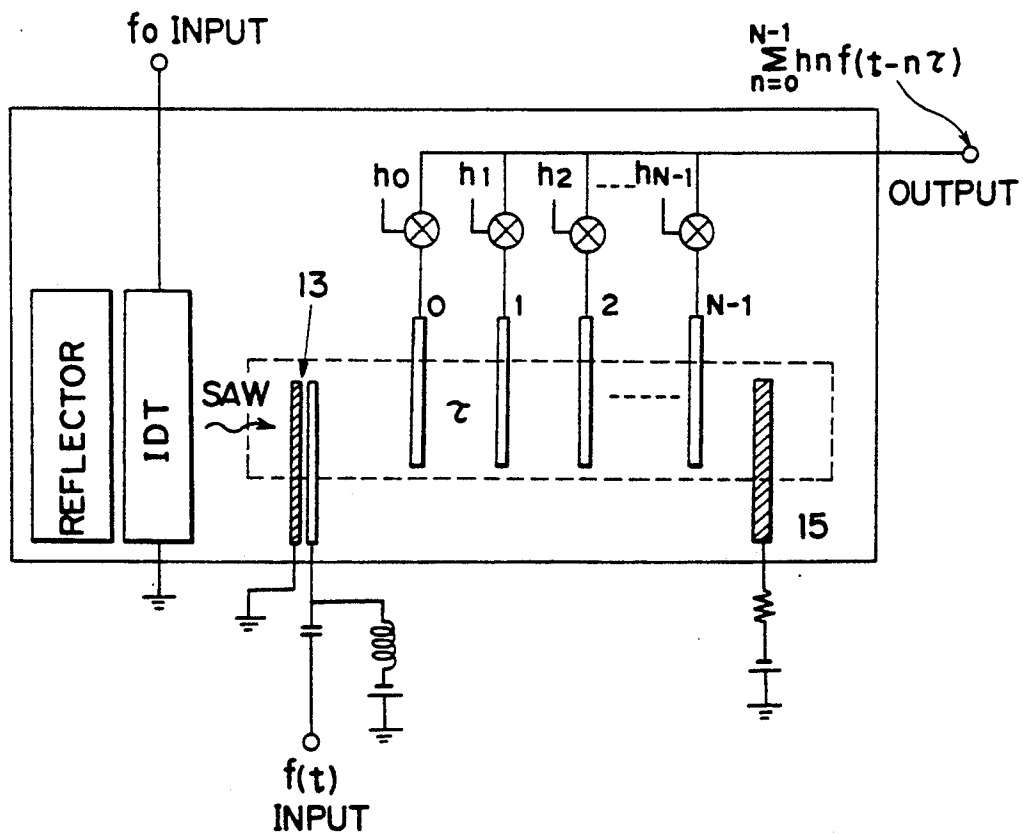 fo INPUT
N-1
Σ hn f(t-nτ)
n=0
OUTPUT
ho h1 h2 ---hN-1
13
0 1 2 N-1
REFLECTOR
IDT
SAW
τ
15
f(t)
INPUT